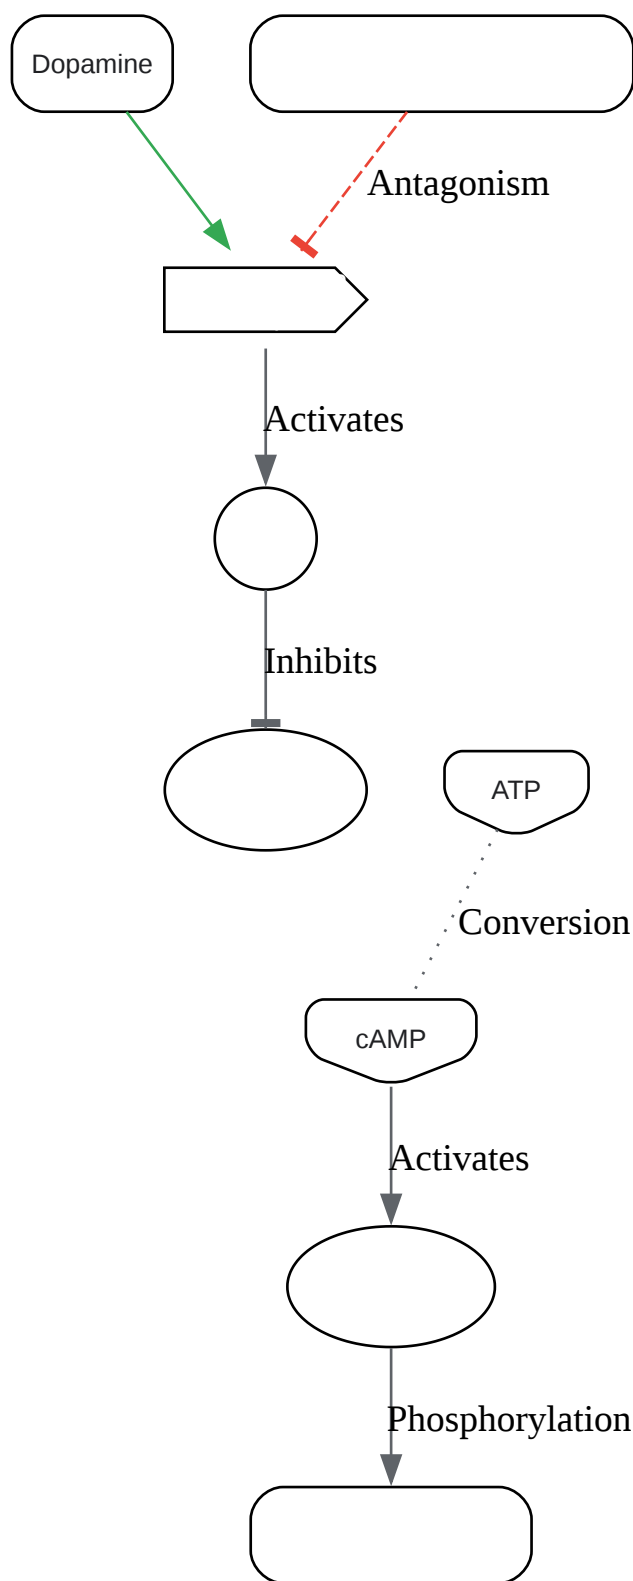 Dopamine
Antagonism
Activates
Inhibits
ATP
Conversion
cAMP
Activates
Phosphorylation